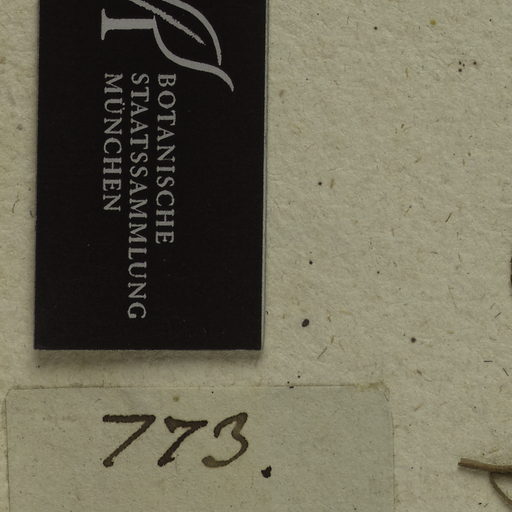 BOTANISCHE
STAATSSAMMLUNG
MÜNCHEN
773.